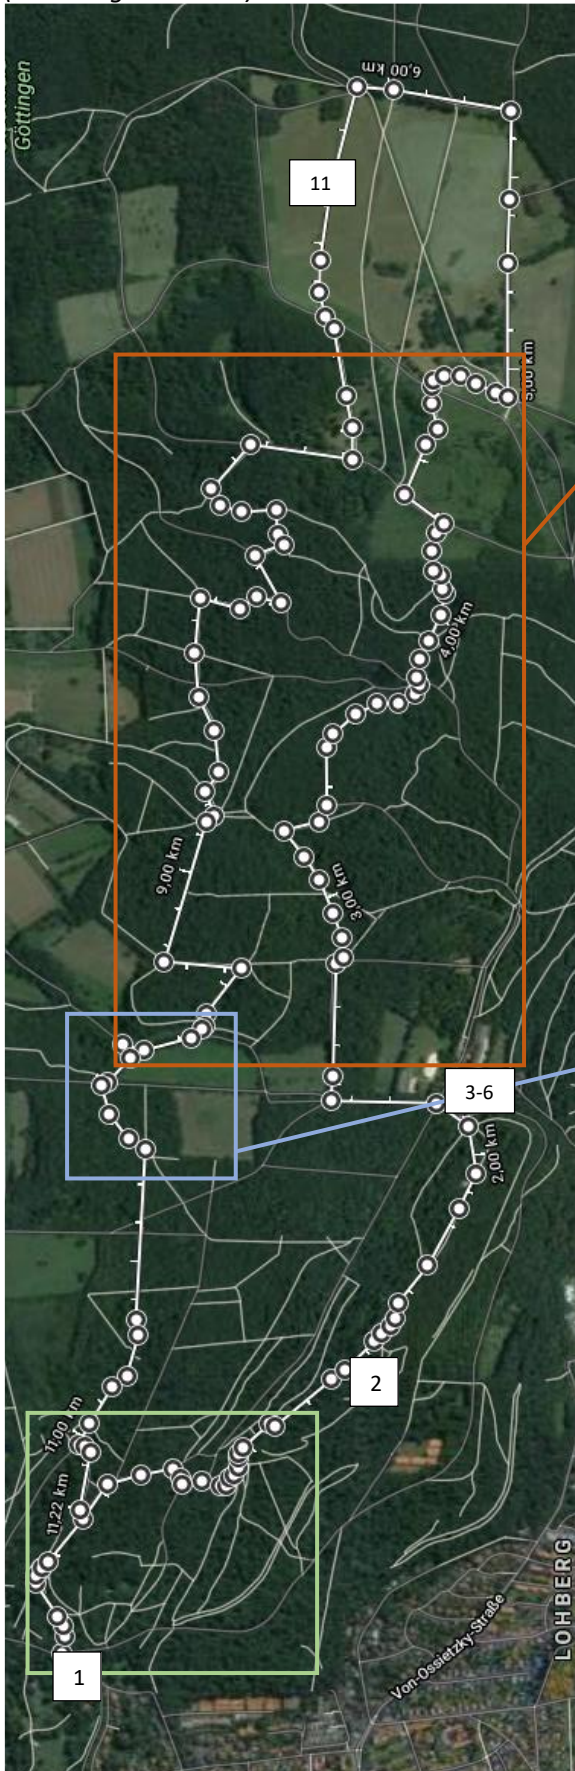 Göttingen
6,00 km
11
5,00 km
4,00 km
9,00 km
3,00 km
3-6
2,00 km
2
11,00 km
11,22 km
1
Von-Ossietzky-Straße
LOHBERG